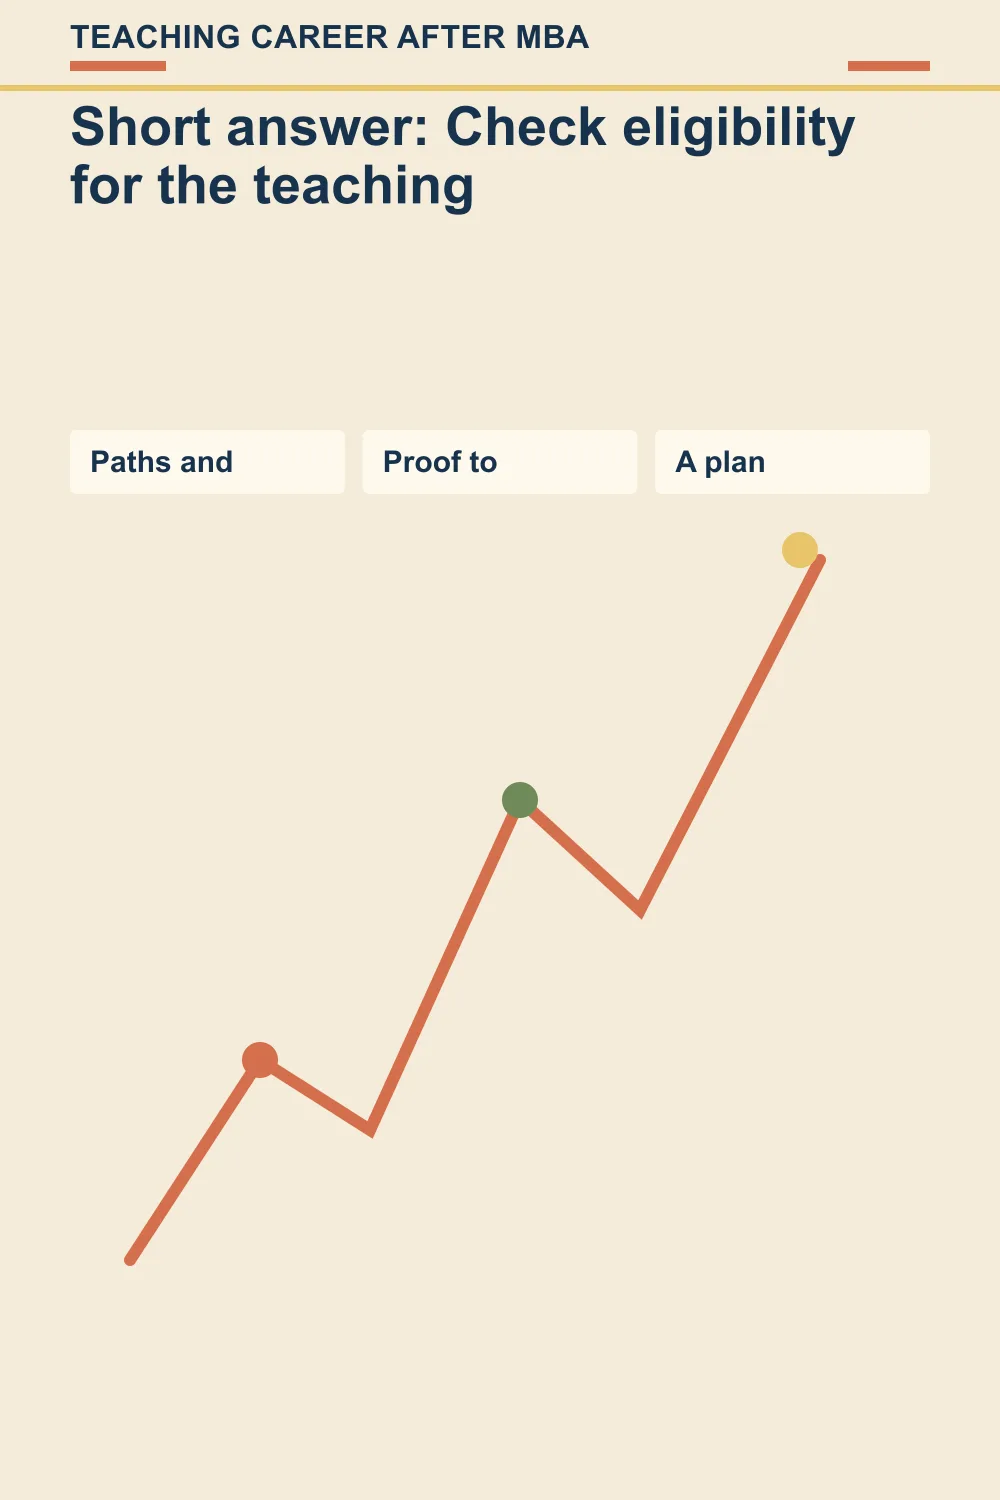 TEACHING CAREER AFTER MBA
Short answer: Check eligibility
for the teaching
Paths and
Proof to
A plan